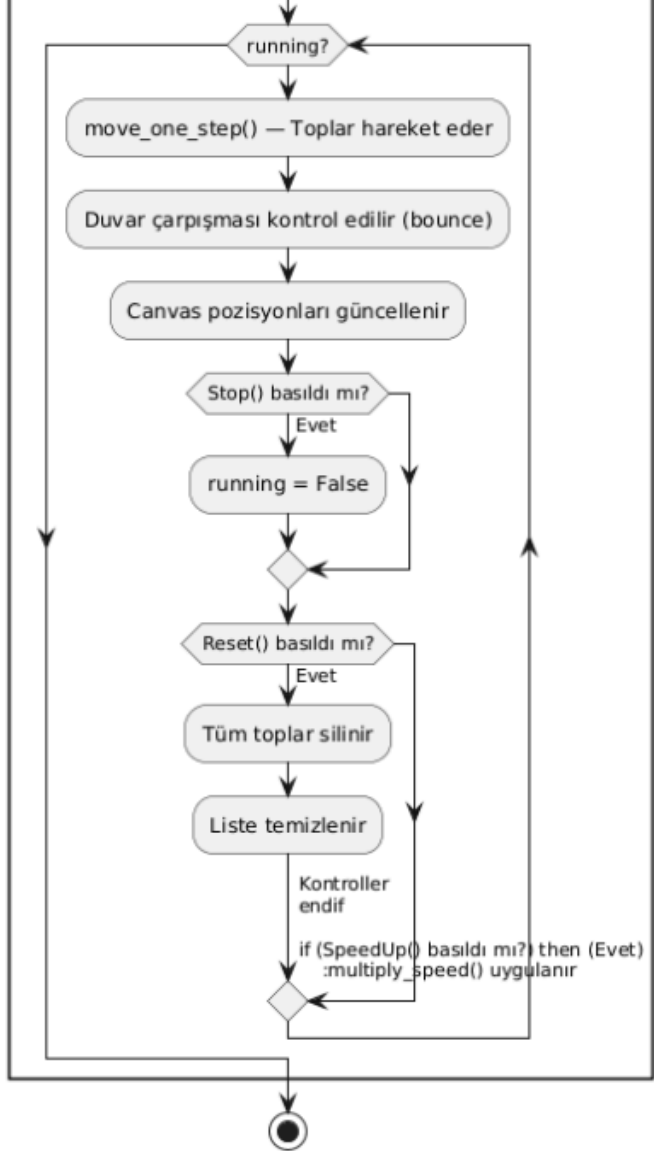 running?
move_one_step() — Toplar hareket eder
Duvar çarpışması kontrol edilir (bounce)
Canvas pozisyonları güncellenir
Stop() basıldı mı?
Evet
running = False
Reset() basıldı mı?
Evet
Tüm toplar silinir
Liste temizlenir
Kontroller
endif
if (SpeedUp() basıldı mı?) then (Evet)
:multiply_speed() uygulanır